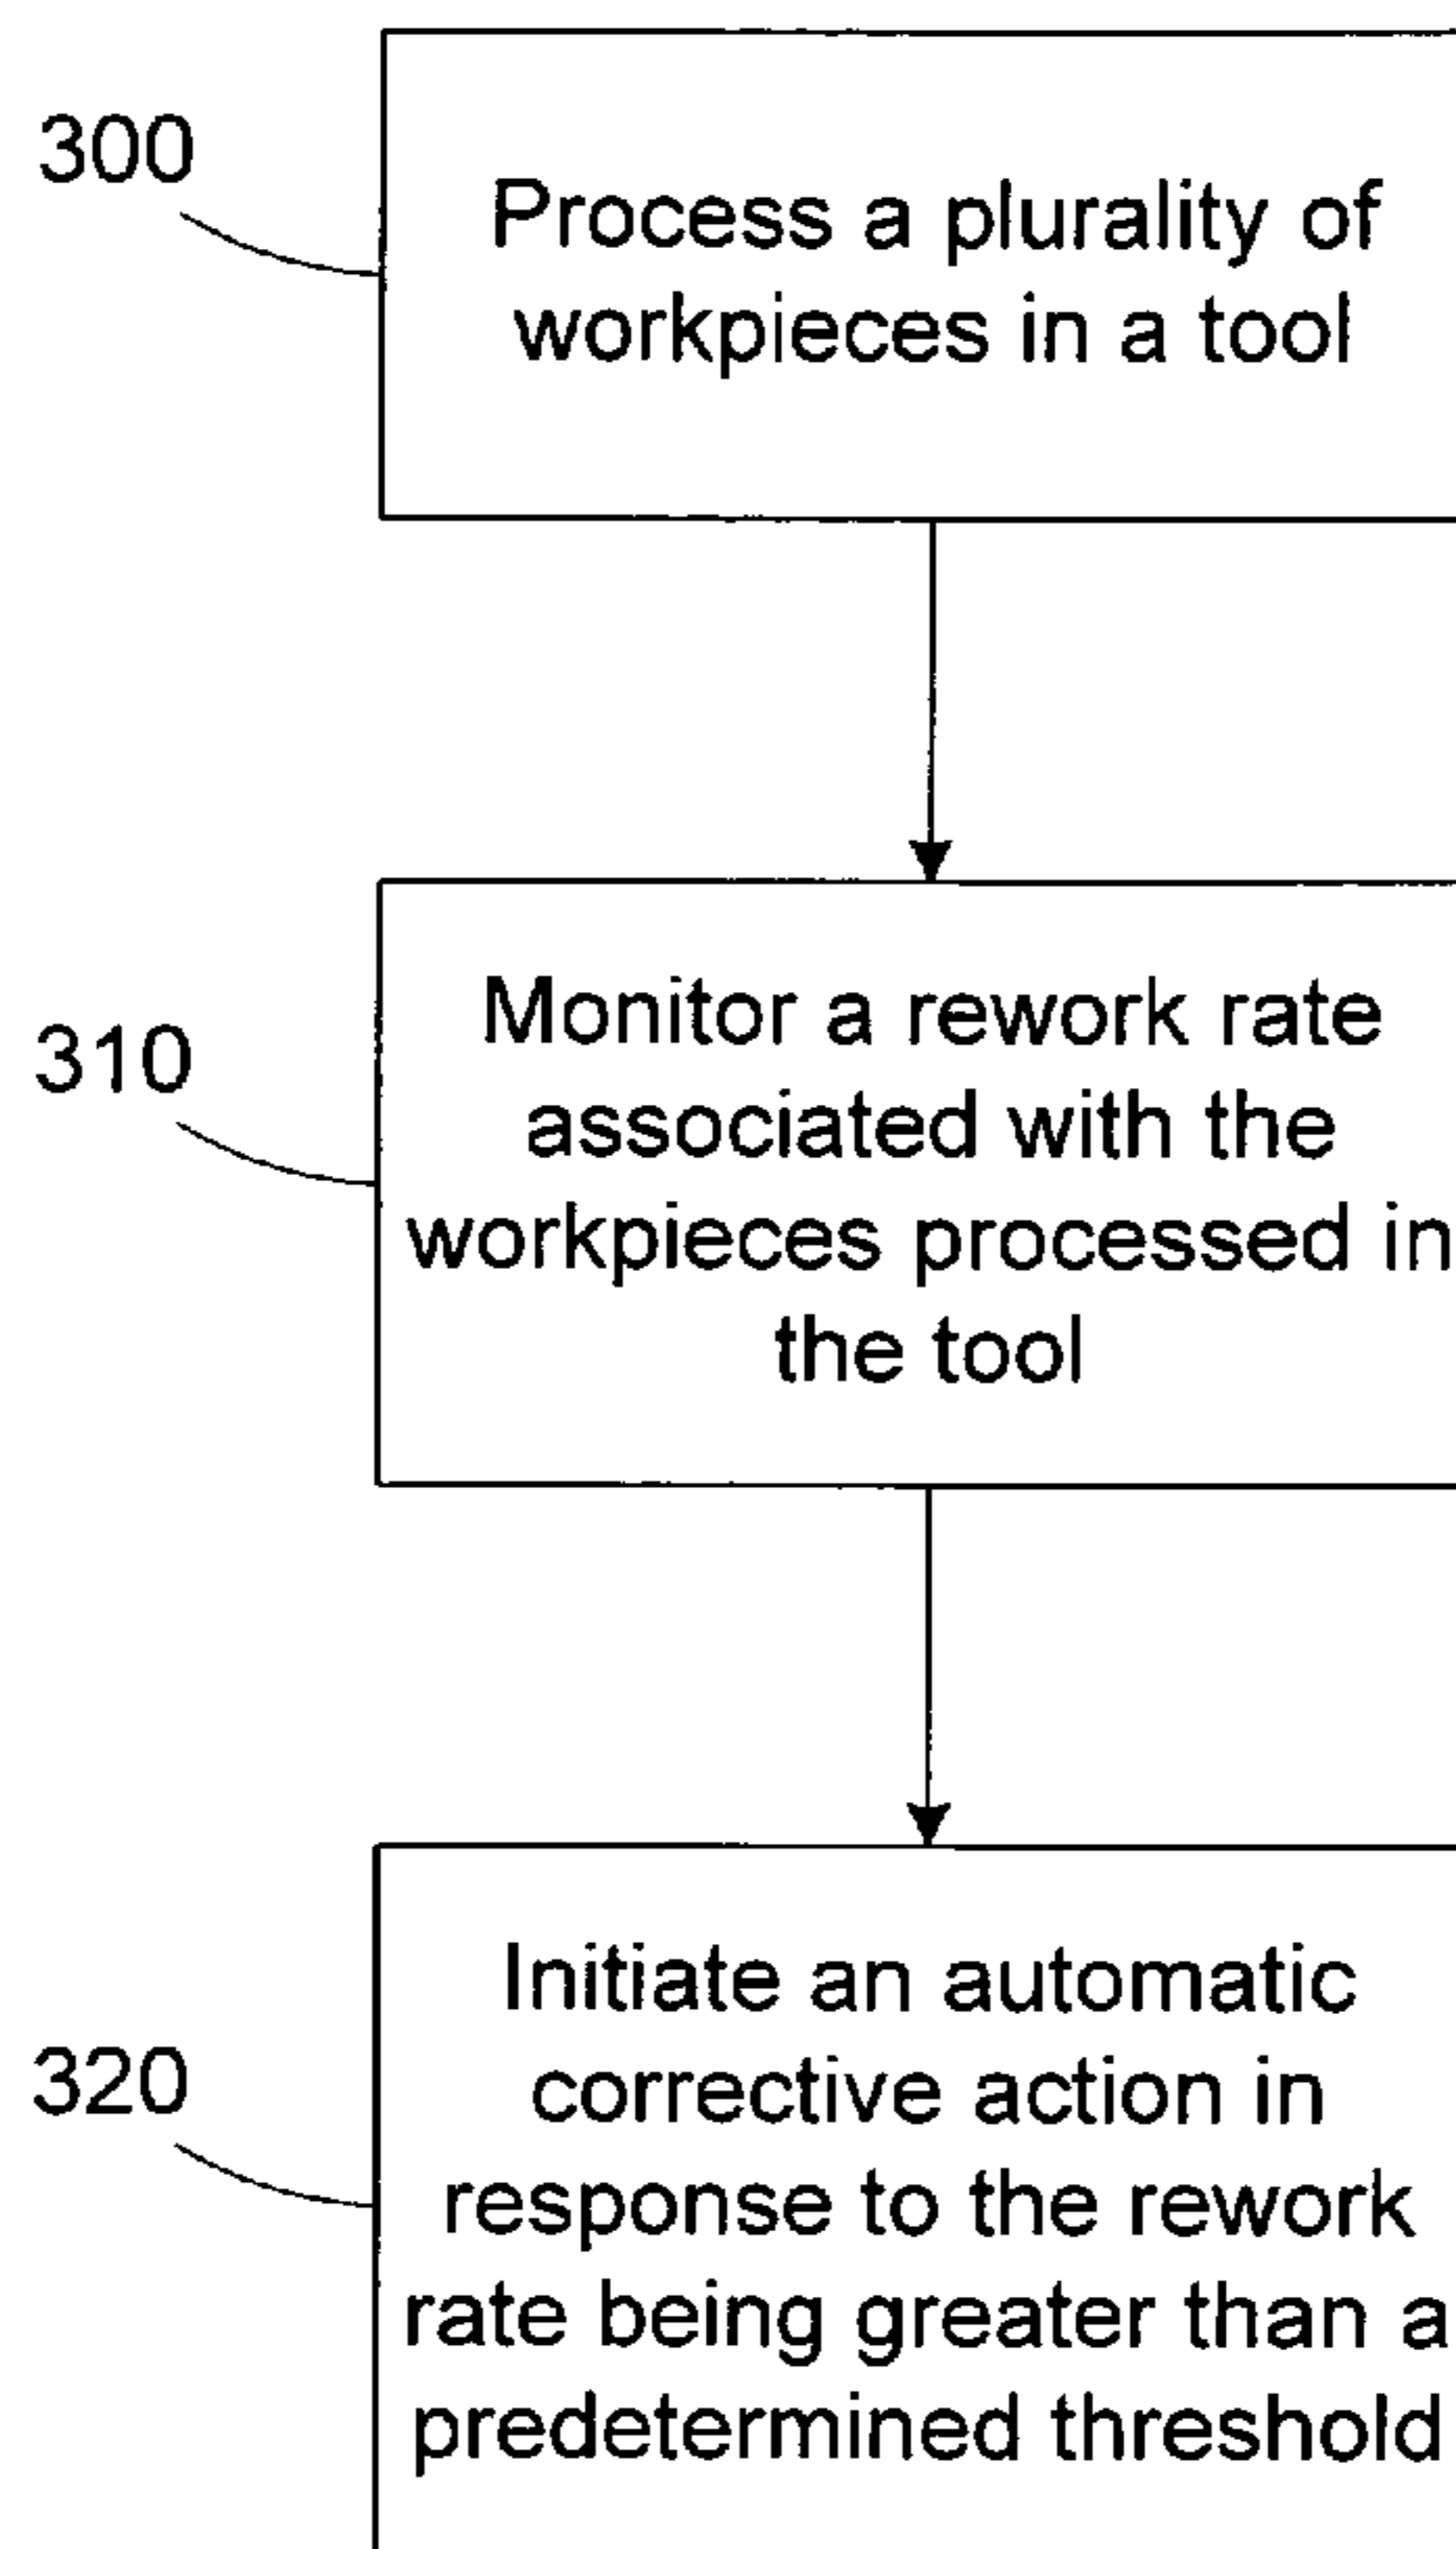 300
Process a plurality of
workpieces in a tool
310
Monitor a rework rate
associated with the
workpieces processed in
the tool
320
Initiate an automatic
corrective action in
response to the rework
rate being greater than a
predetermined threshold